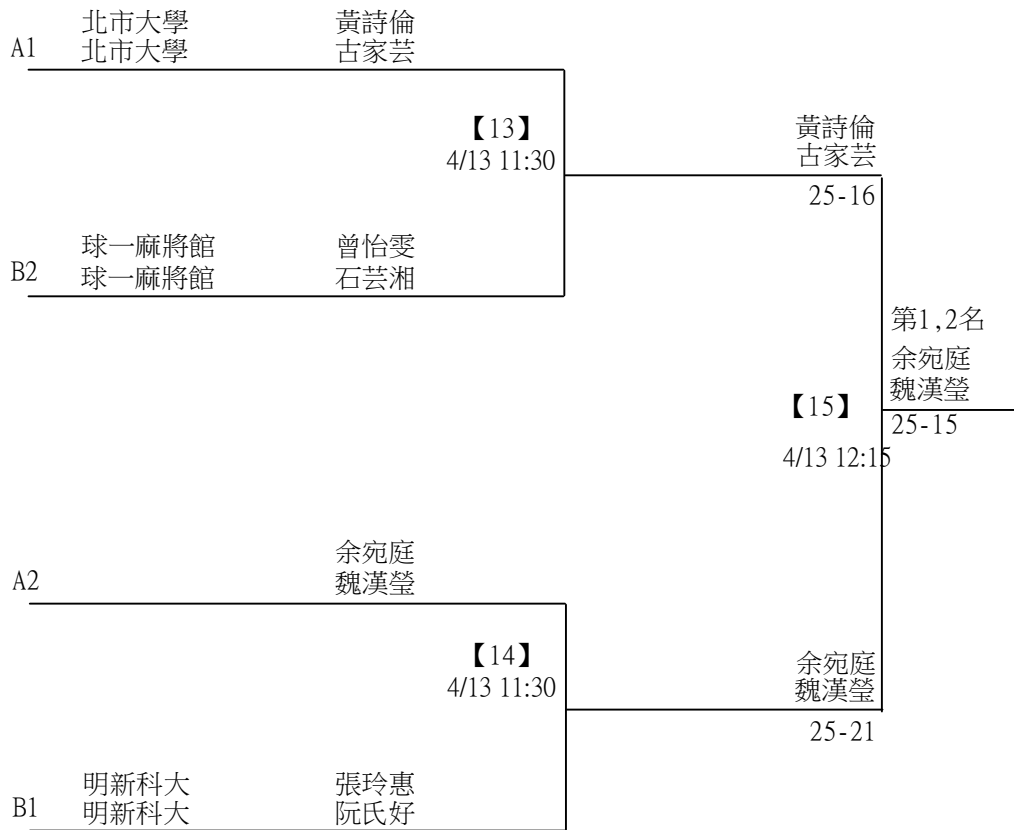 北市大學 黃詩倫
A1 北市大學 古家芸
【13】
4/13 11:30
黃詩倫
古家芸
25-16
球一麻將館 曾怡雯
B2 球一麻將館 石芸湘
第1,2名
余宛庭
魏漢瑩
【15】
25-15
4/13 12:15
余宛庭
A2 魏漢瑩
【14】
4/13 11:30
余宛庭
魏漢瑩
25-21
明新科大 張玲惠
B1 明新科大 阮氏好